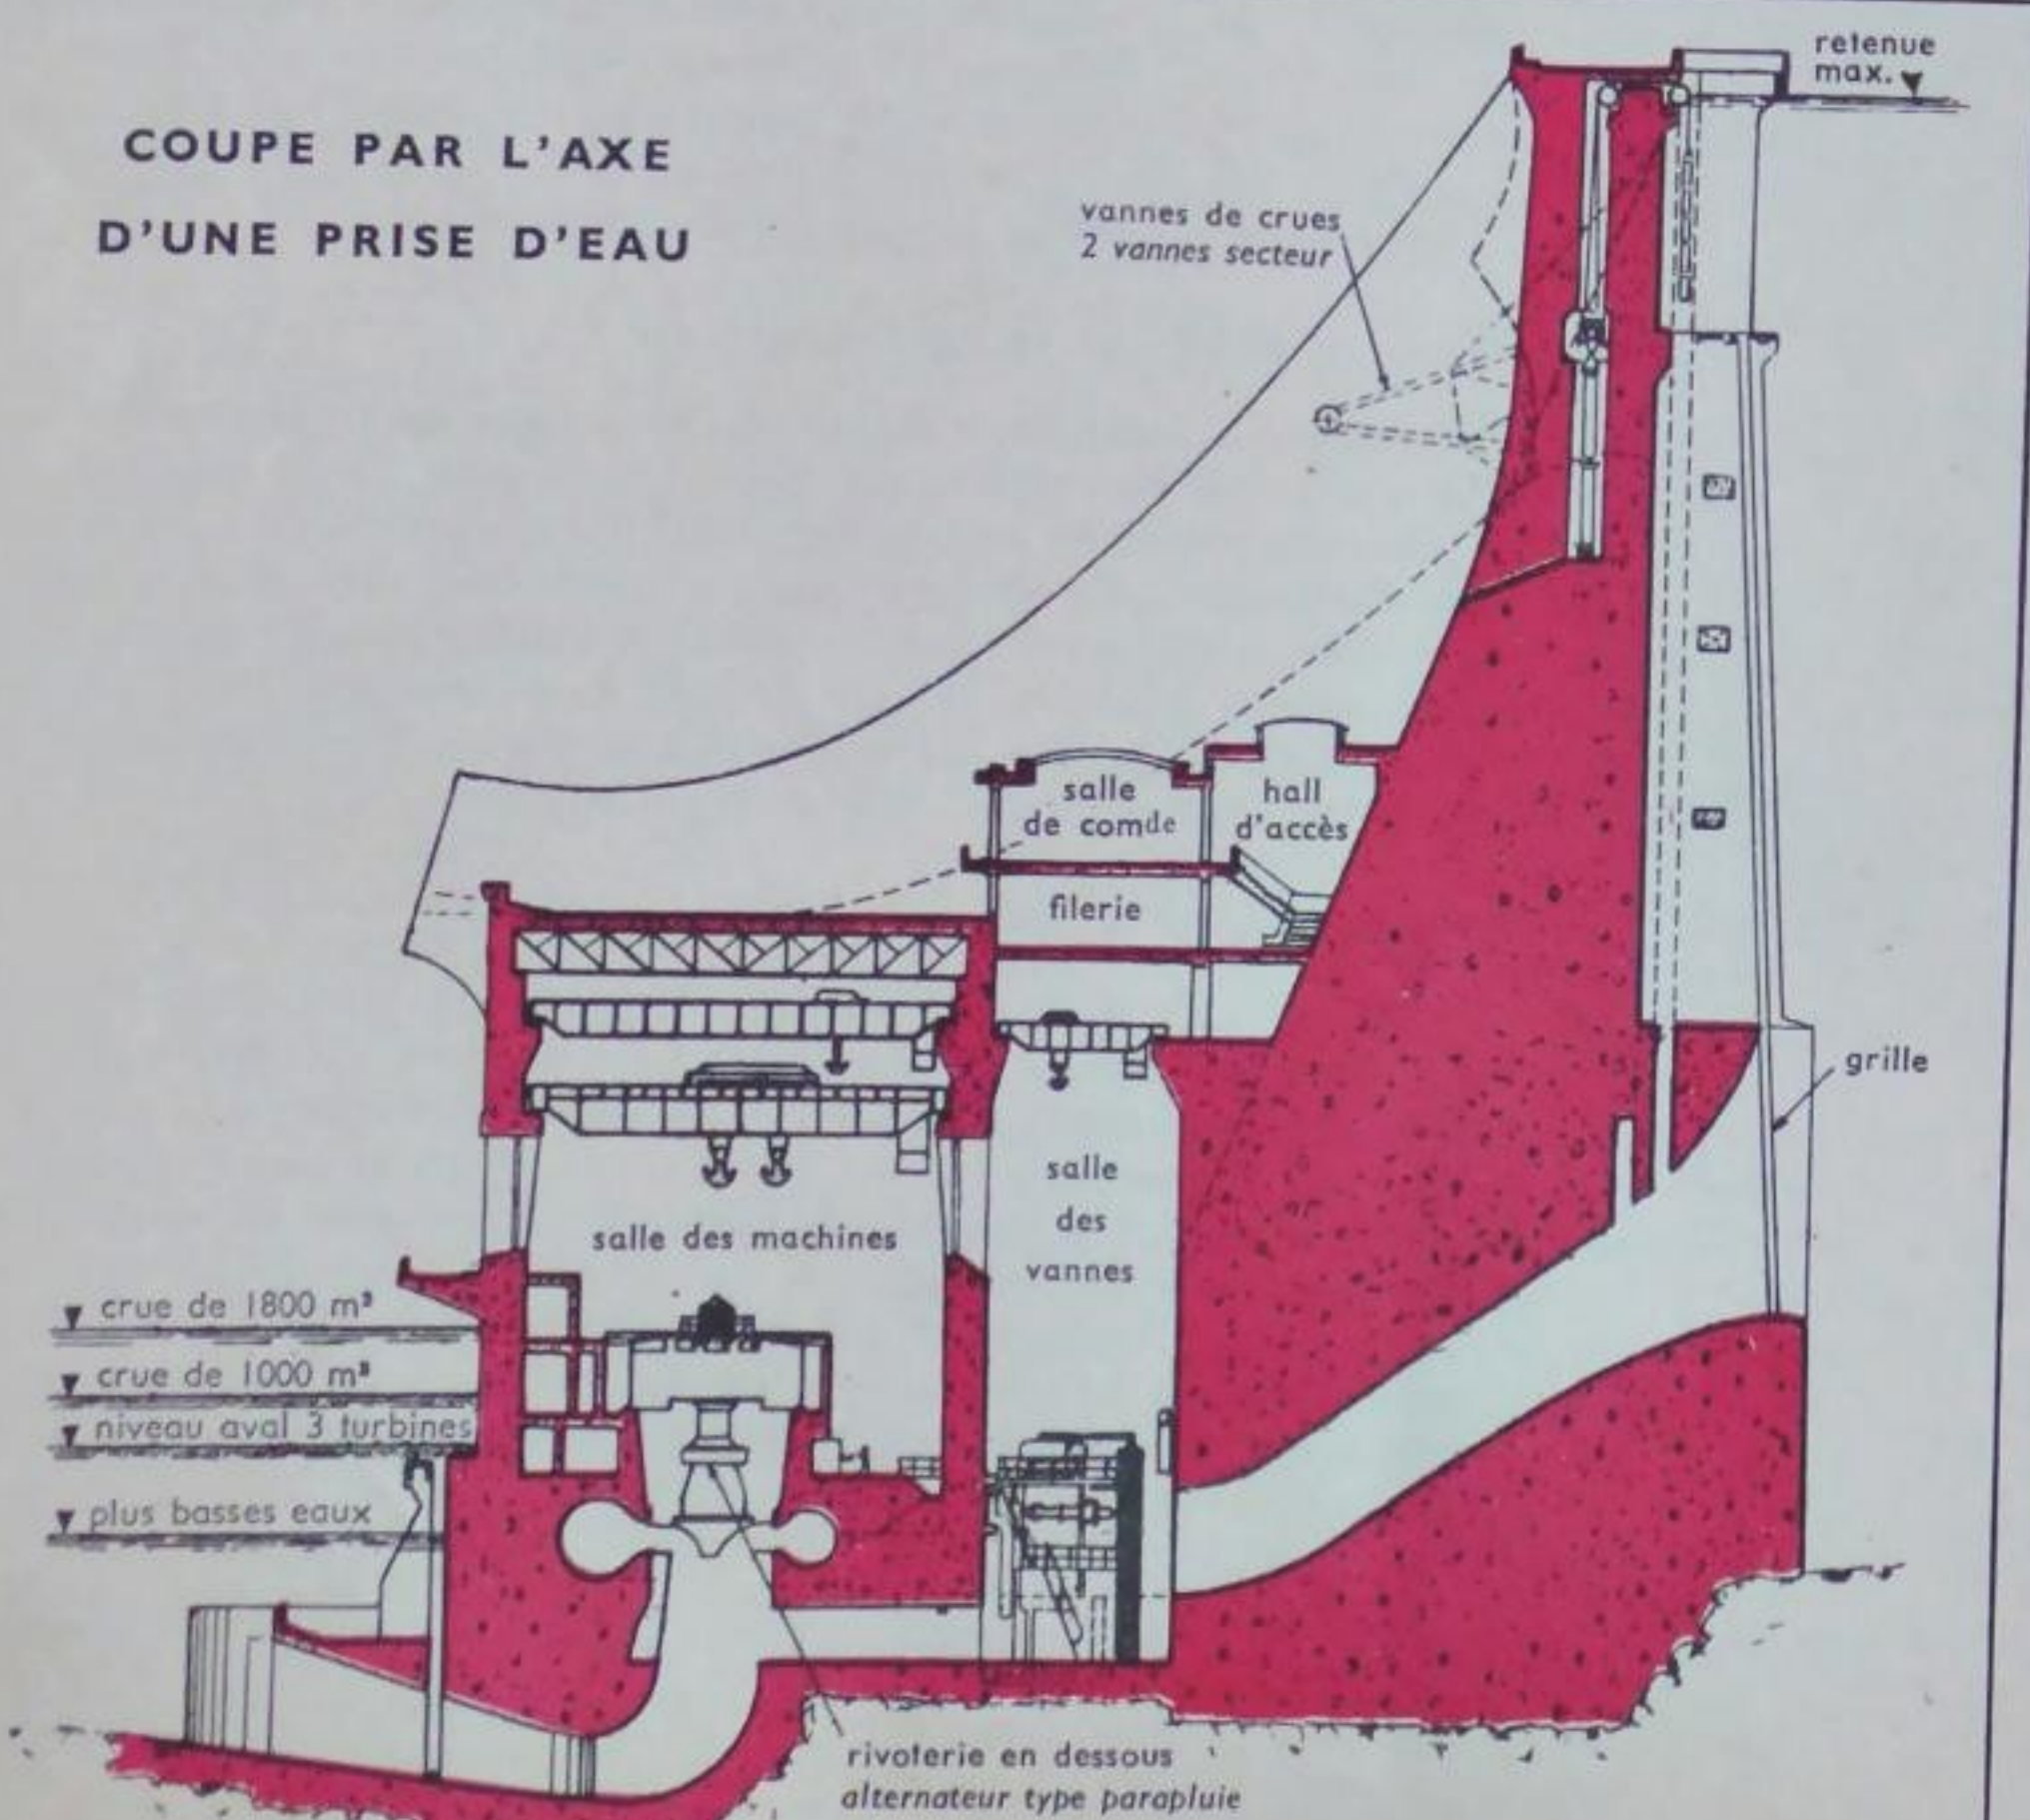 COUPE PAR L'AXE
D'UNE PRISE D'EAU
retenue
max.
vannes de crues
2 vannes secteur
salle
de comde
hall
d'accès
filerie
grille
salle
des
vannes
salle des machines
crue de 1800 m³
crue de 1000 m³
niveau aval 3 turbines
plus basses eaux
rivoterie en dessous
alternateur type parapluie